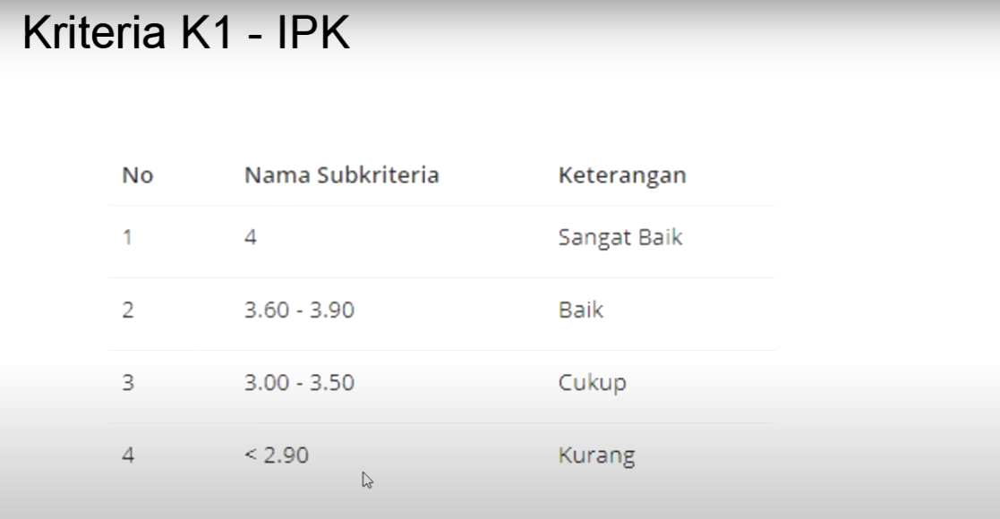 Kriteria K1 - IPK
No Nama Subkriteria Keterangan
1 4 Sangat Baik
2 3.60 - 3.90 Baik
3 3.00 - 3.50 Cukup
4 < 2.90 Kurang